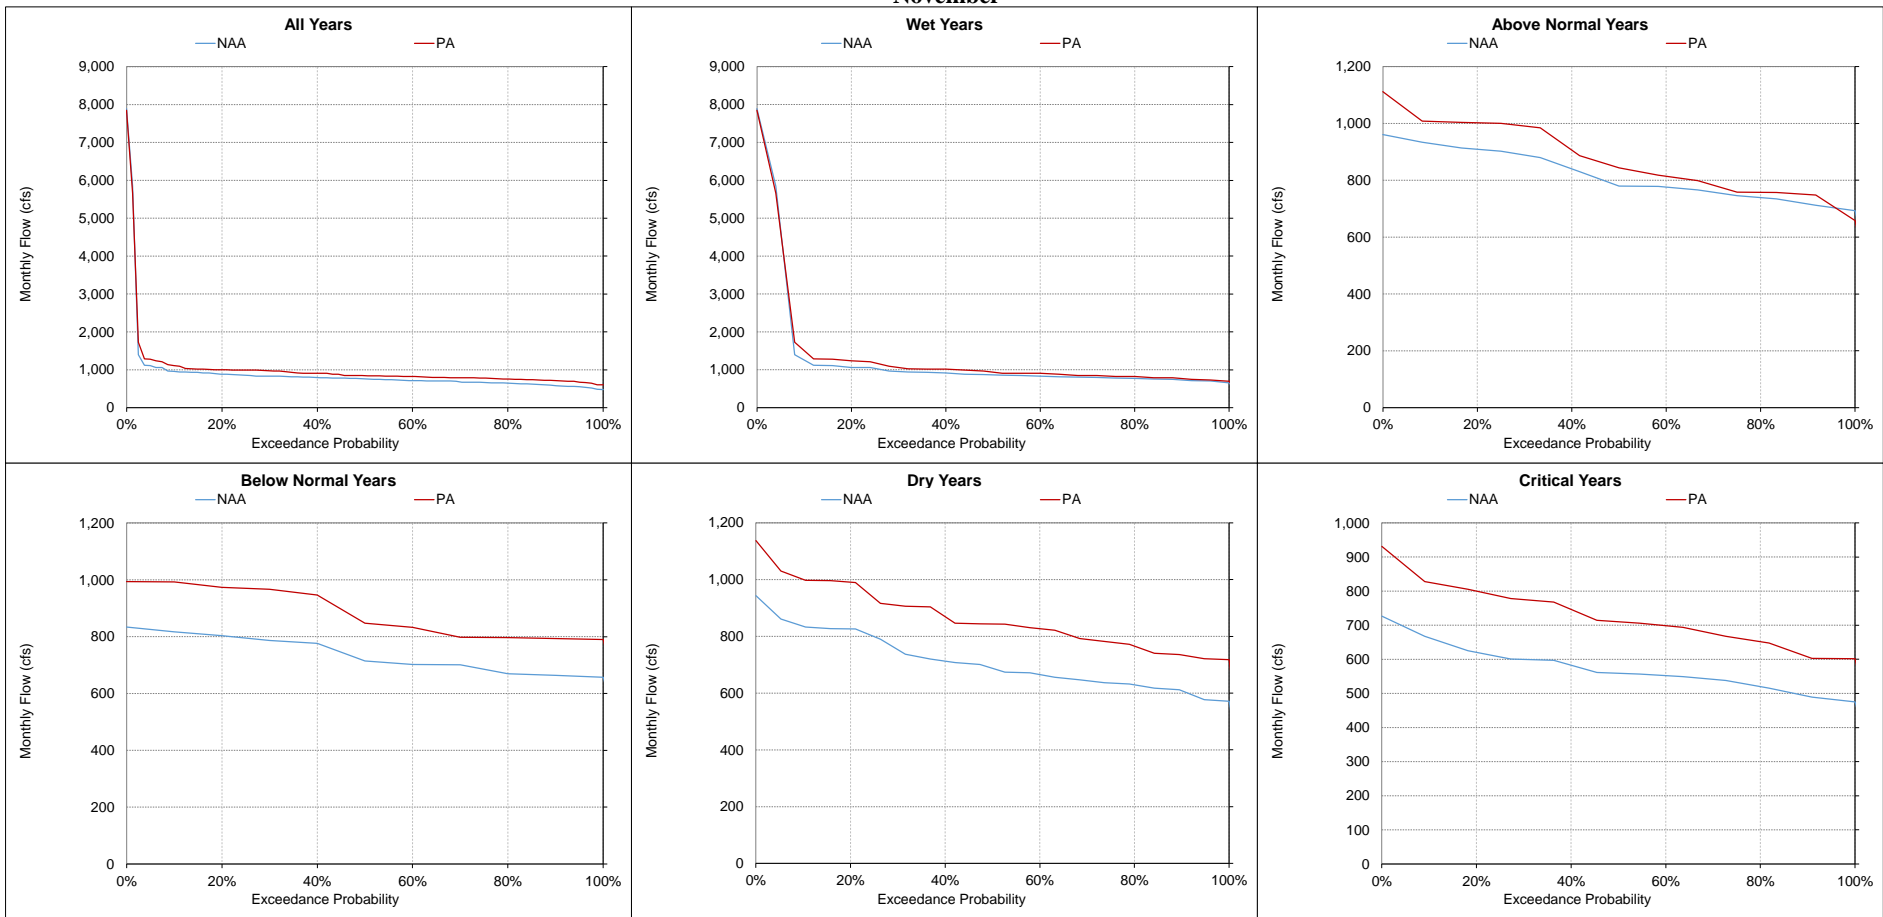 November
All Years
NAA PA
9,000
8,000
7,000
6,000
5,000
4,000
3,000
2,000
1,000
0
Monthly Flow (cfs)
0% 20% 40% 60% 80% 100%
Exceedance Probability
Wet Years
NAA PA
9,000
8,000
7,000
6,000
5,000
4,000
3,000
2,000
1,000
0
Monthly Flow (cfs)
0% 20% 40% 60% 80% 100%
Exceedance Probability
Above Normal Years
NAA PA
1,200
1,000
800
600
400
200
0
Monthly Flow (cfs)
0% 20% 40% 60% 80% 100%
Exceedance Probability
Below Normal Years
NAA PA
1,200
1,000
800
600
400
200
0
Monthly Flow (cfs)
0% 20% 40% 60% 80% 100%
Exceedance Probability
Dry Years
NAA PA
1,200
1,000
800
600
400
200
0
Monthly Flow (cfs)
0% 20% 40% 60% 80% 100%
Exceedance Probability
Critical Years
NAA PA
1,000
900
800
700
600
500
400
300
200
100
0
Monthly Flow (cfs)
0% 20% 40% 60% 80% 100%
Exceedance Probability